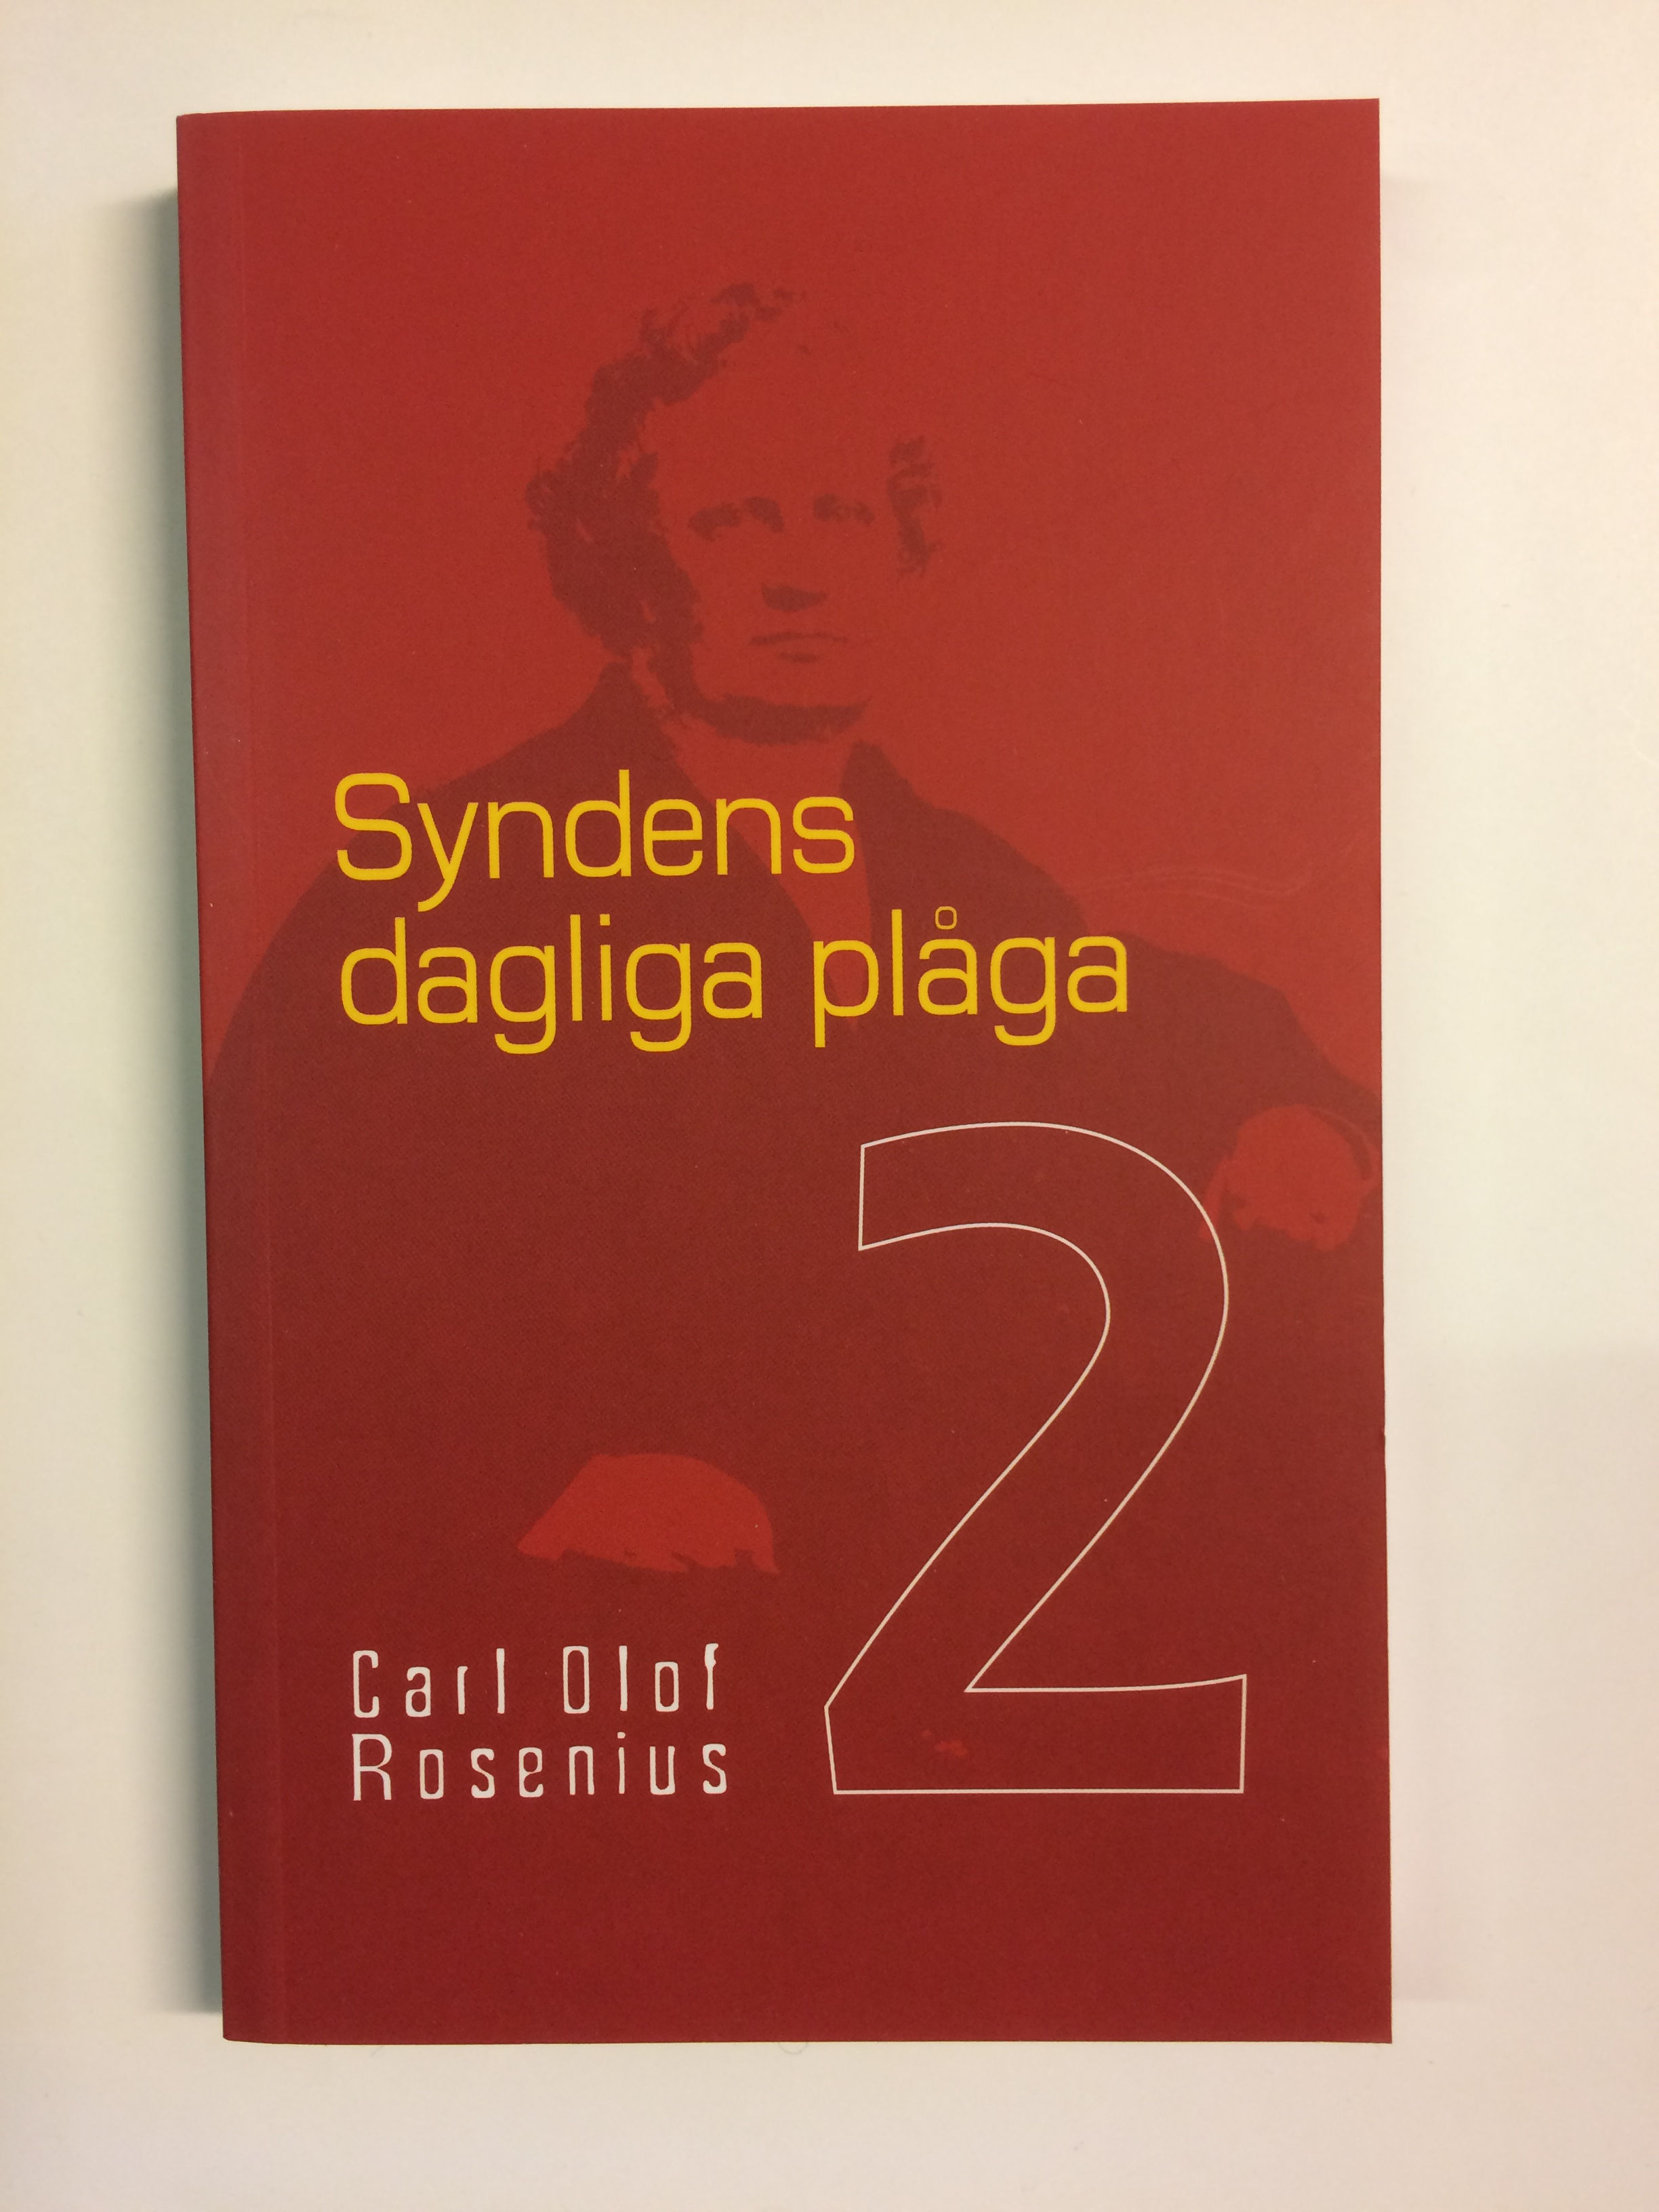 Syndens
dagliga plåga
2
Carl Olof
Rosenius